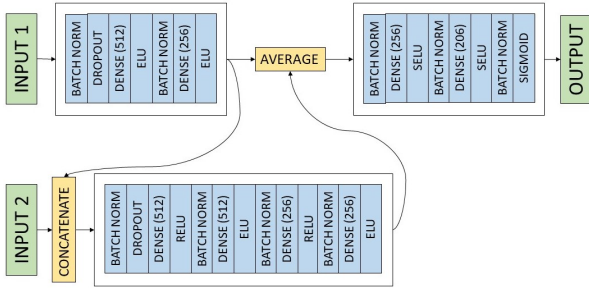 INPUT 1
BATCH NORM
DROPOUT
DENSE (512)
ELU
BATCH NORM
DENSE (256)
ELU
AVERAGE
BATCH NORM
DENSE (256)
SELU
BATCH NORM
DENSE (206)
SELU
BATCH NORM
SIGMOID
OUTPUT
INPUT 2
CONCATENATE
BATCH NORM
DROPOUT
DENSE (512)
RELU
BATCH NORM
DENSE (512)
ELU
BATCH NORM
DENSE (256)
RELU
BATCH NORM
DENSE (256)
ELU